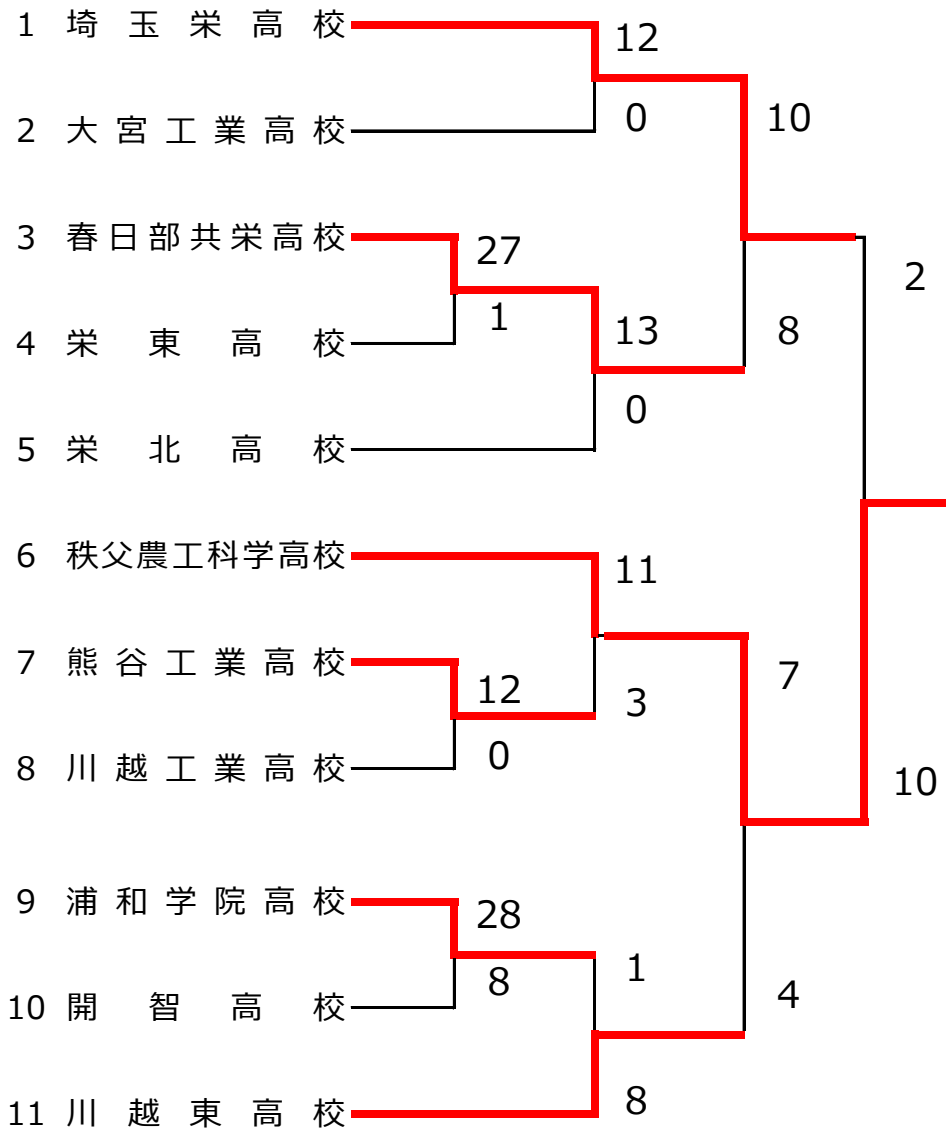 1 埼玉栄高校
12
0
10
2 大宮工業高校
3 春日部共栄高校
27
1
2
4 栄東高校
13
0
8
5 栄北高校
6 秩父農工科学高校
11
7 熊谷工業高校
12
0
3
7
8 川越工業高校
10
9 浦和学院高校
28
8
1
4
10 開智高校
8
11 川越東高校